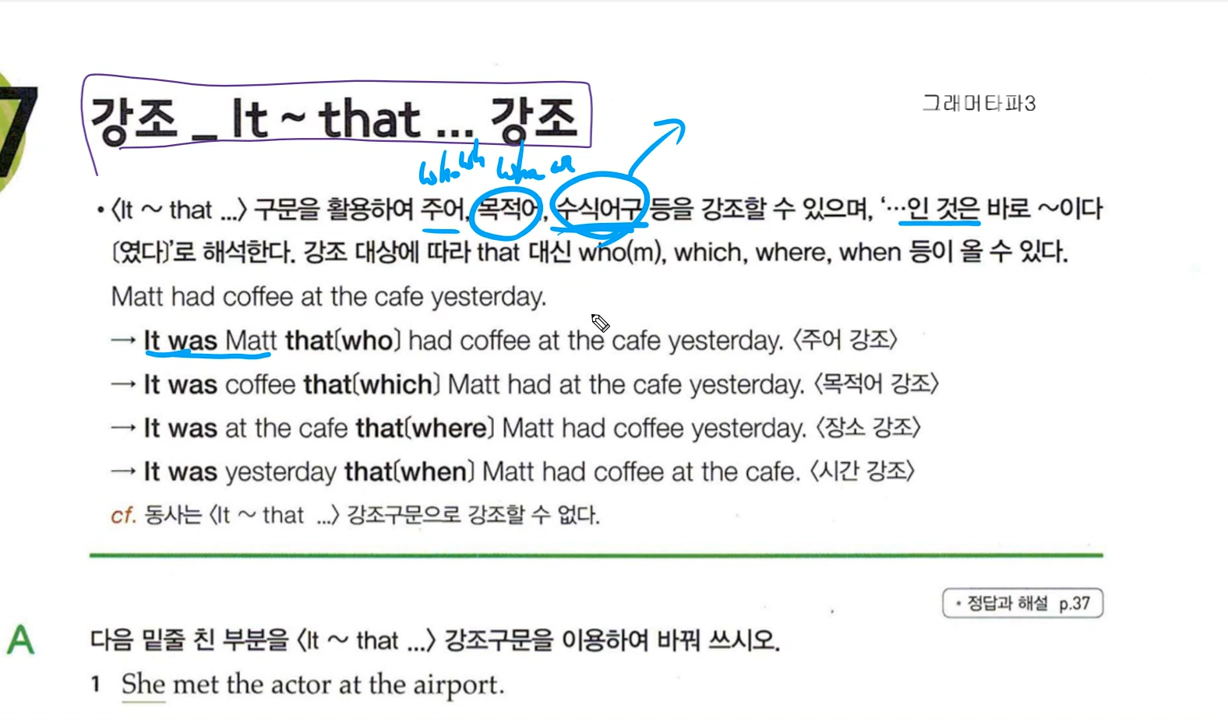 7
강조 _ It ~ that ... 강조
그래머타파3
• 〈It ~ that ...〉 구문을 활용하여 주어, 목적어, 수식어구 등을 강조할 수 있으며, ‘…인 것은 바로 ~이다
〔였다〕’로 해석한다. 강조 대상에 따라 that 대신 who(m), which, where, when 등이 올 수 있다.
Matt had coffee at the cafe yesterday.
→ It was Matt that〔who〕 had coffee at the cafe yesterday. 〈주어 강조〉
→ It was coffee that〔which〕 Matt had at the cafe yesterday. 〈목적어 강조〉
→ It was at the cafe that〔where〕 Matt had coffee yesterday. 〈장소 강조〉
→ It was yesterday that〔when〕 Matt had coffee at the cafe. 〈시간 강조〉
cf. 동사는 〈It ~ that ...〉 강조구문으로 강조할 수 없다.
• 정답과 해설 p.37
A 다음 밑줄 친 부분을 〈It ~ that ...〉 강조구문을 이용하여 바꿔 쓰시오.
1 She met the actor at the airport.